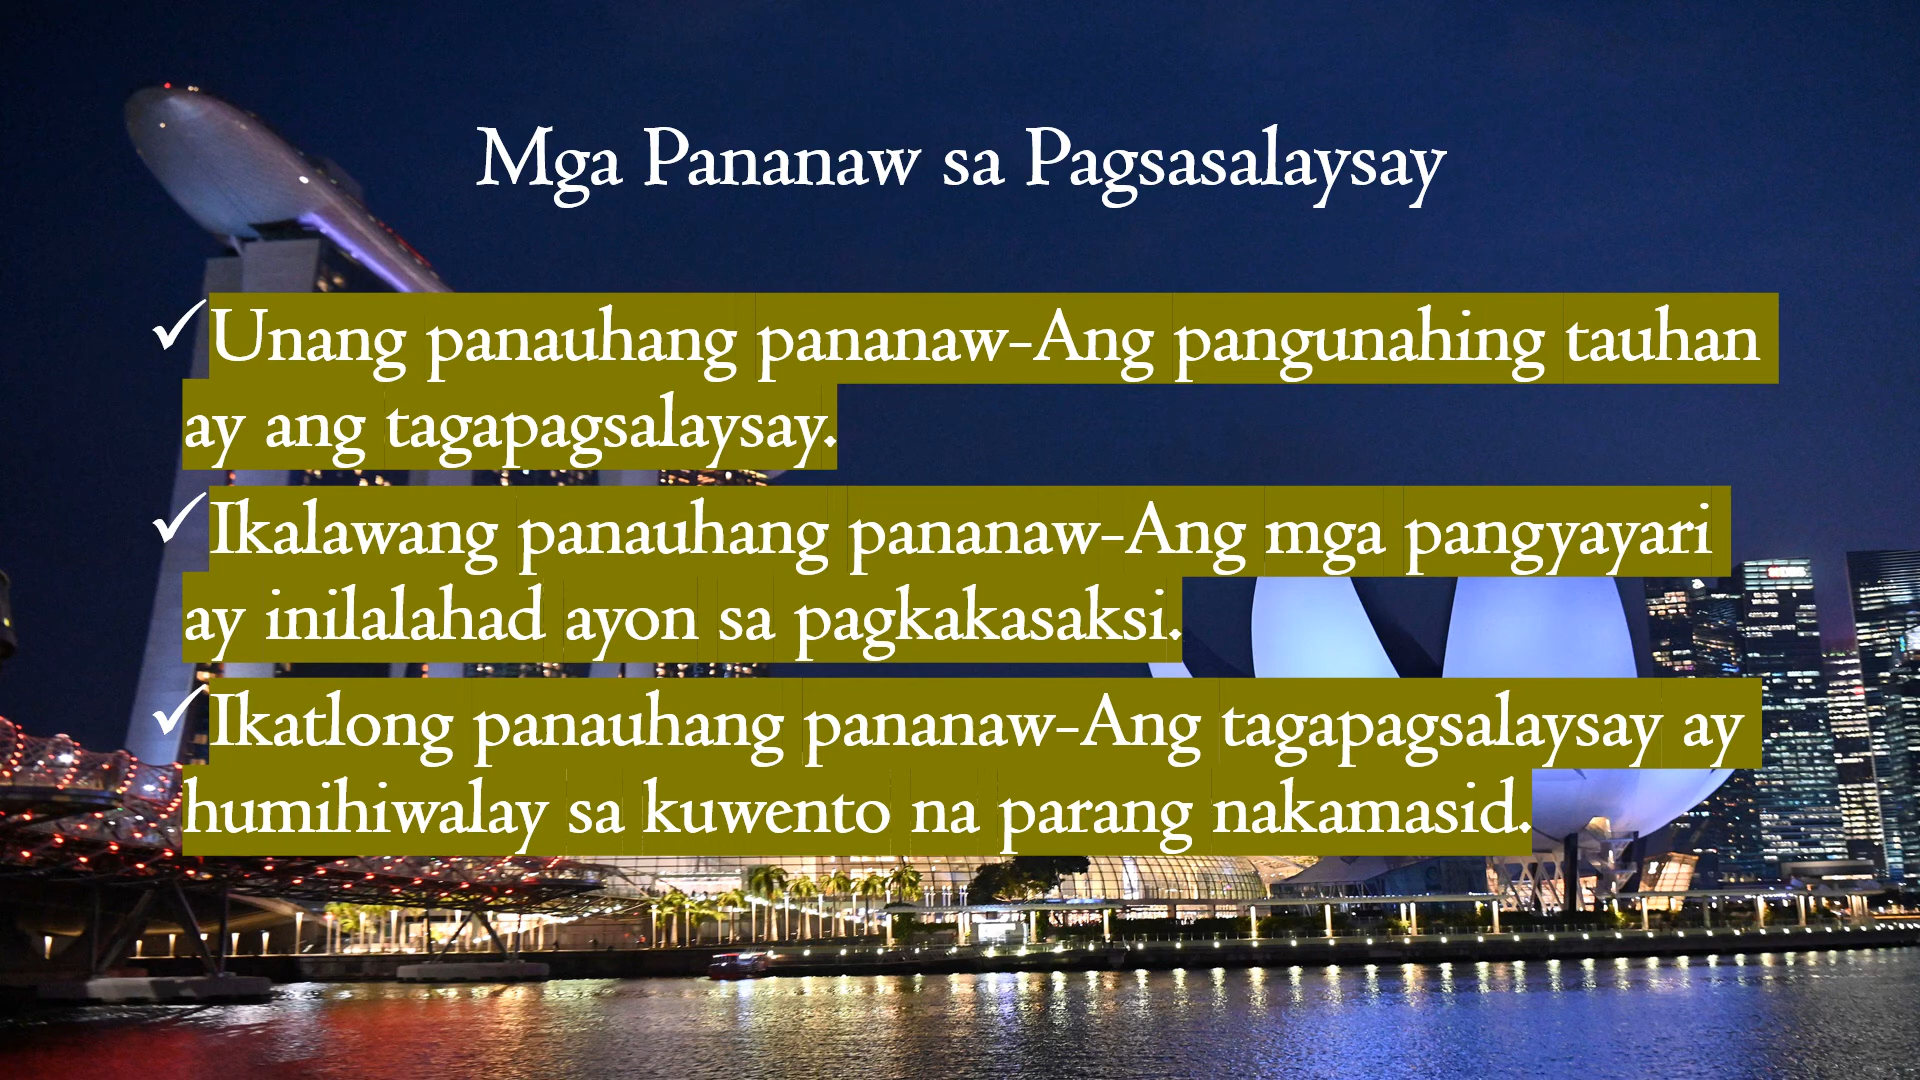 Mga Pananaw sa Pagsasalaysay
✓Unang panauhang pananaw-Ang pangunahing tauhan
ay ang tagapagsalaysay.
✓Ikalawang panauhang pananaw-Ang mga pangyayari
ay inilalahad ayon sa pagkakasaksi.
✓Ikatlong panauhang pananaw-Ang tagapagsalaysay ay
humihiwalay sa kuwento na parang nakamasid.